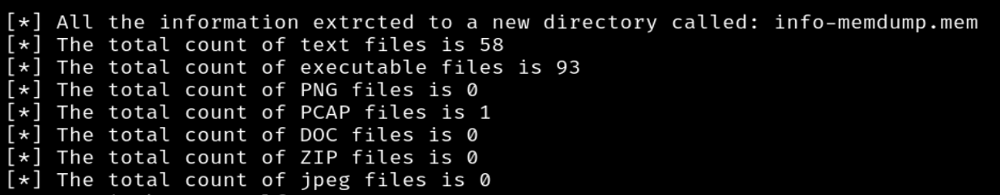 [*] All the information extrcted to a new directory called: info-memdump.mem
[*] The total count of text files is 58
[*] The total count of executable files is 93
[*] The total count of PNG files is 0
[*] The total count of PCAP files is 1
[*] The total count of DOC files is 0
[*] The total count of ZIP files is 0
[*] The total count of jpeg files is 0